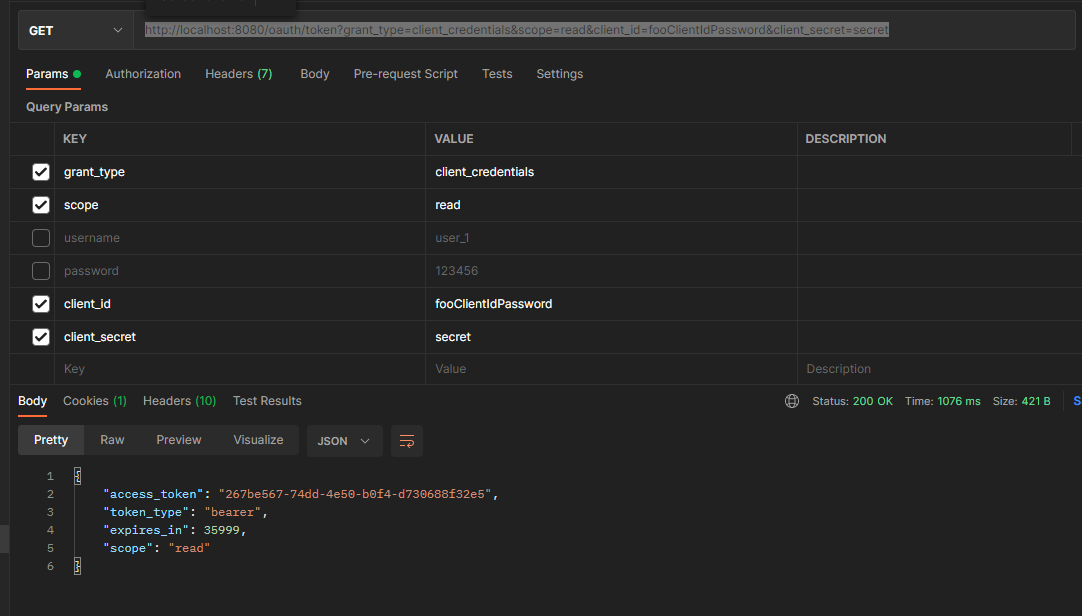 GET http://localhost:8080/oauth/token?grant_type=client_credentials&scope=read&client_id=fooClientIdPassword&client_secret=secret
Params Authorization Headers (7) Body Pre-request Script Tests Settings
Query Params
KEY VALUE DESCRIPTION
grant_type client_credentials
scope read
username user_1
password 123456
client_id fooClientIdPassword
client_secret secret
Key Value Description
Body Cookies (1) Headers (10) Test Results Status: 200 OK Time: 1076 ms Size: 421 B S
Pretty Raw Preview Visualize JSON
1 {
2 "access_token": "267be567-74dd-4e50-b0f4-d730688f32e5",
3 "token_type": "bearer",
4 "expires_in": 35999,
5 "scope": "read"
6 }